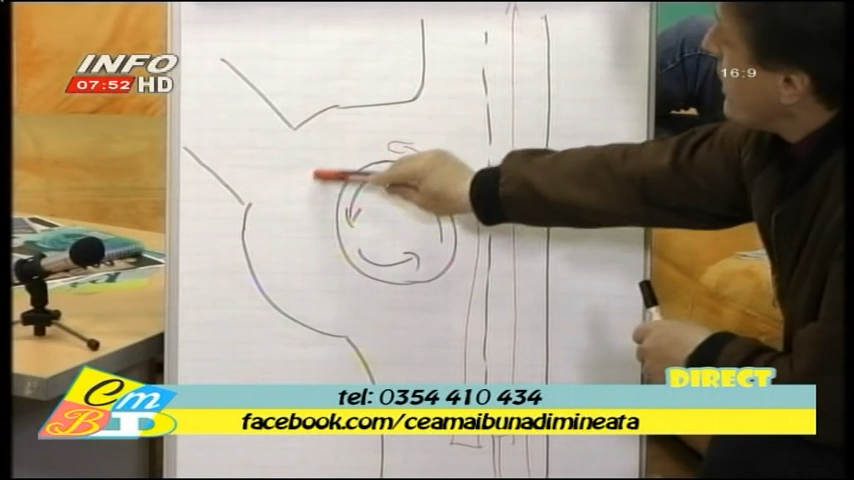 INFO
07:52 HD
16:9
DIRECT
CmBD
tel: 0354 410 434
facebook.com/ceamaibunadimineata